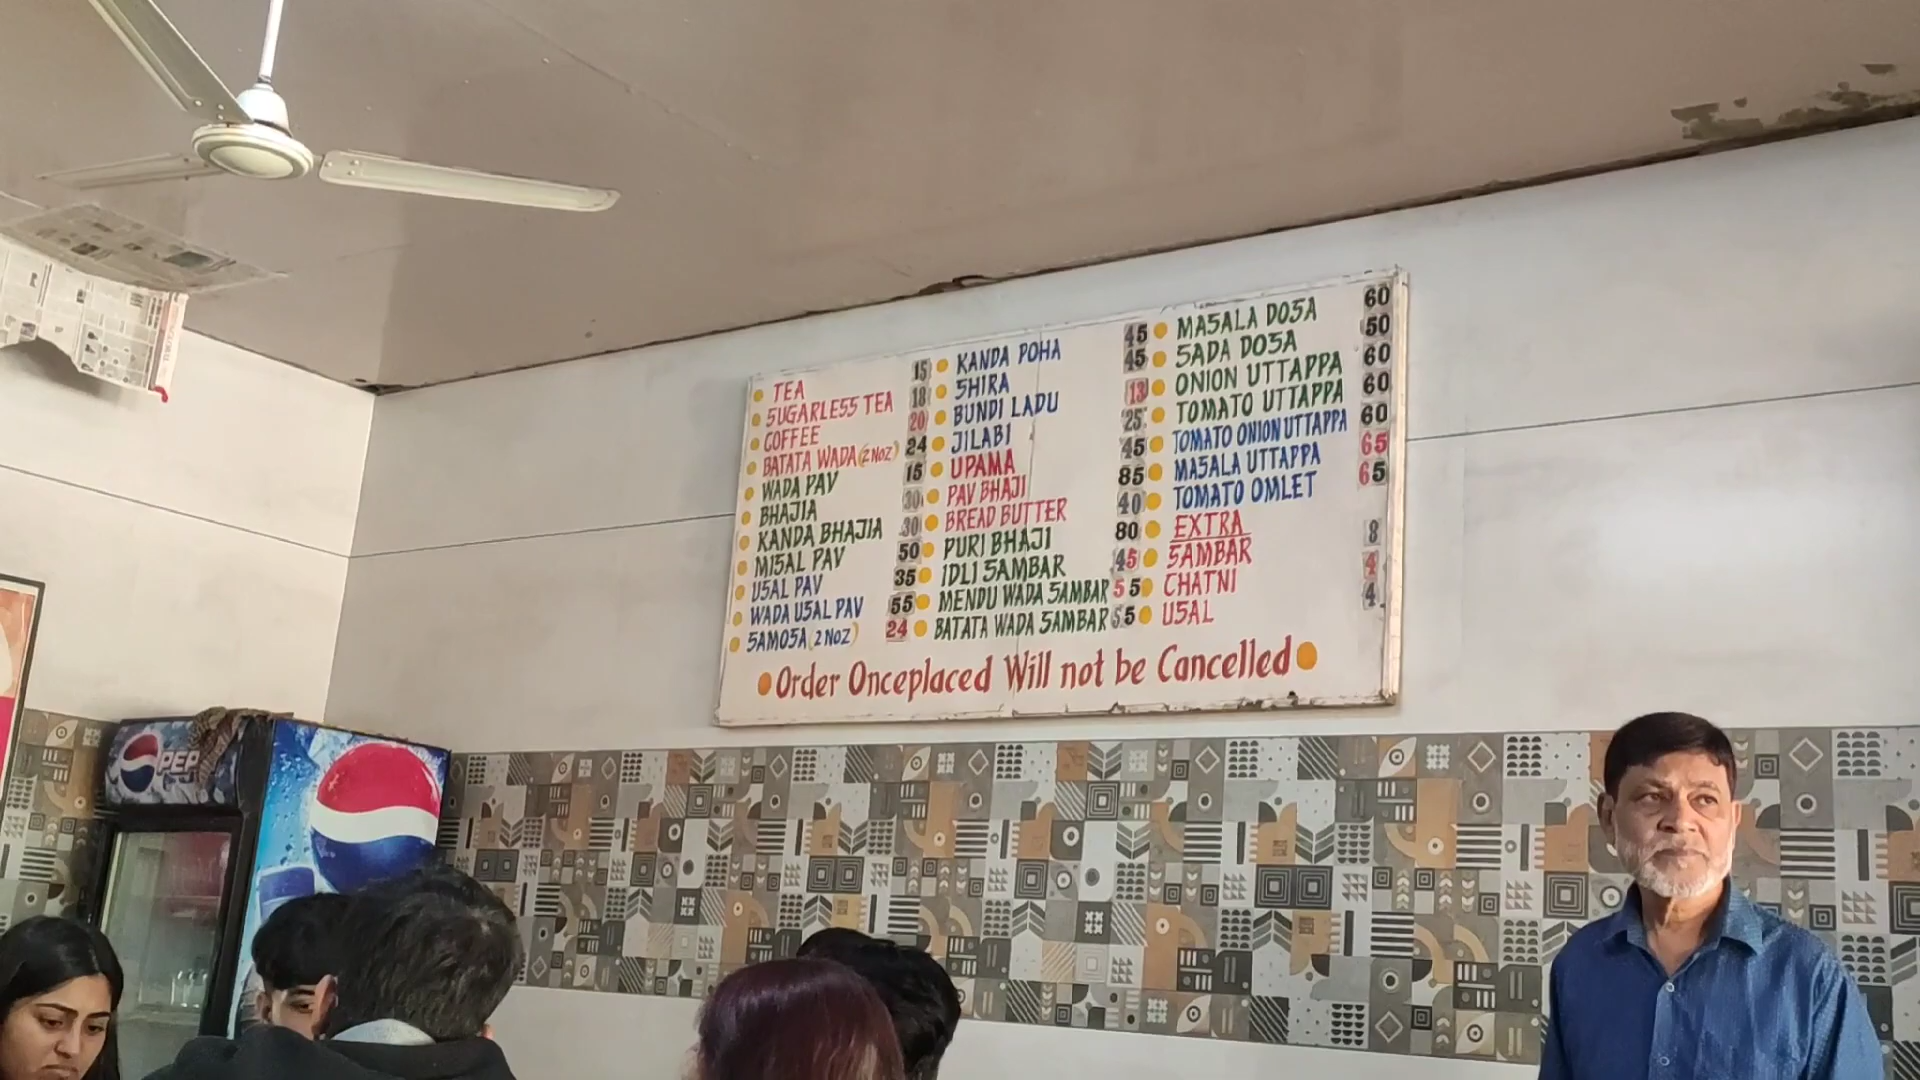 TEA 15
SUGARLESS TEA 18
COFFEE 20
BATATA WADA (2 NOZ) 24
WADA PAV 15
BHAJIA 30
KANDA BHAJIA 30
MISAL PAV 50
USAL PAV 35
WADA USAL PAV 55
SAMOSA (2 NOZ) 24
KANDA POHA 45
SHIRA 45
BUNDI LADU 13
JILABI 25
UPAMA 45
PAV BHAJI 85
BREAD BUTTER 40
PURI BHAJI 80
IDLI SAMBAR 45
MENDU WADA SAMBAR 55
BATATA WADA SAMBAR 55
MASALA DOSA 60
SADA DOSA 50
ONION UTTAPPA 60
TOMATO UTTAPPA 60
TOMATO ONION UTTAPPA 60
MASALA UTTAPPA 65
TOMATO OMLET 65
EXTRA
SAMBAR 8
CHATNI 4
USAL 4
Order Onceplaced Will not be Cancelled
PEP